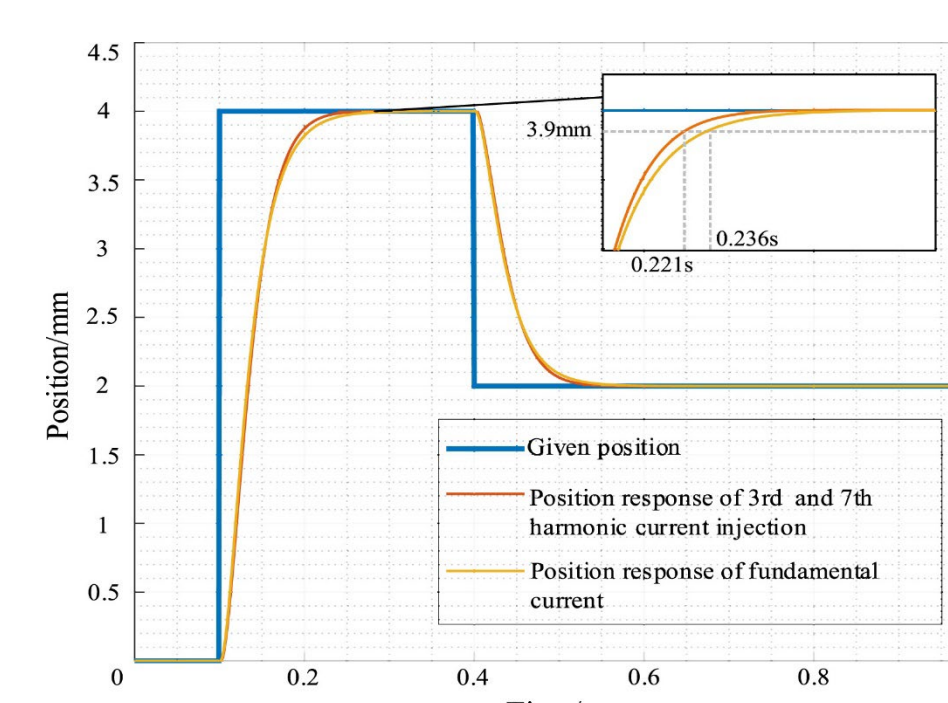 4.5
4
3.5
3
2.5
2
1.5
1
0.5
0
0.2
0.4
0.6
0.8
Position/mm
3.9mm
0.236s
0.221s
Given position
Position response of 3rd and 7th
harmonic current injection
Position response of fundamental
current